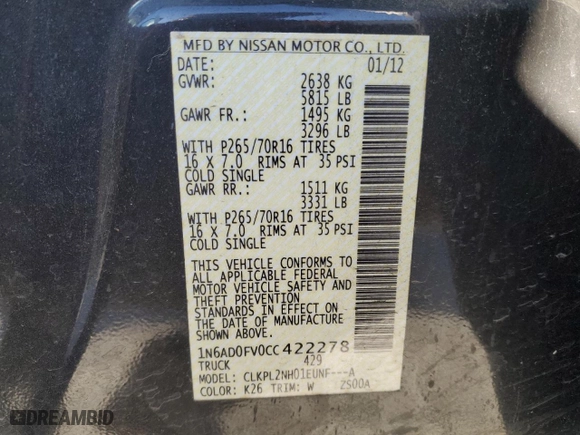 MFD BY NISSAN MOTOR CO., LTD.
DATE: 01/12
GVWR: 2638 KG
5815 LB
GAWR FR.: 1495 KG
3296 LB
WITH P265/70R16 TIRES
16 X 7.0 RIMS AT 35 PSI
COLD SINGLE
GAWR RR.: 1511 KG
3331 LB
WITH P265/70R16 TIRES
16 X 7.0 RIMS AT 35 PSI
COLD SINGLE
THIS VEHICLE CONFORMS TO
ALL APPLICABLE FEDERAL
MOTOR VEHICLE SAFETY AND
THEFT PREVENTION
STANDARDS IN EFFECT ON
THE DATE OF MANUFACTURE
SHOWN ABOVE.
1N6AD0FV0CC 422278
TRUCK 429
MODEL: CLKPL2NH01EUNF---A
COLOR: K26 TRIM: W 2S00A
DREAMBID